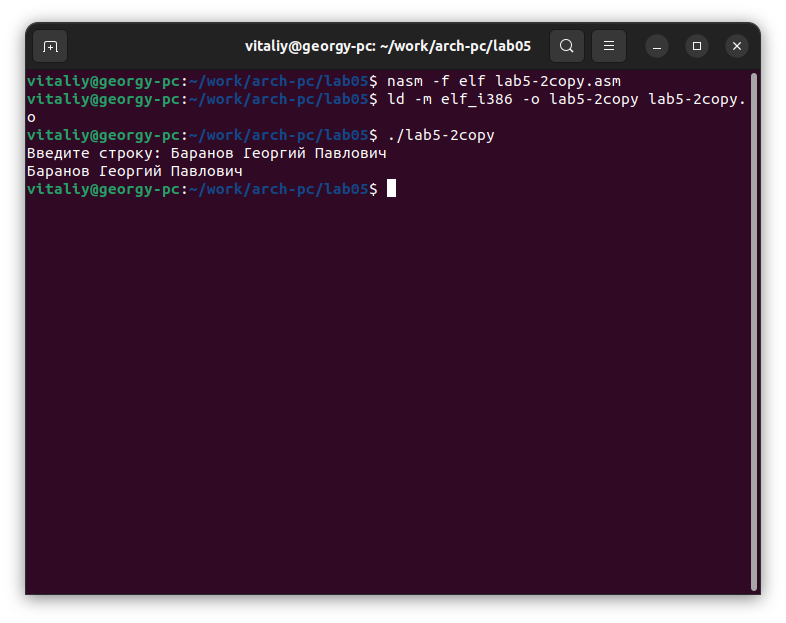 vitaliy@georgy-pc: ~/work/arch-pc/lab05
vitaliy@georgy-pc:~/work/arch-pc/lab05$ nasm -f elf lab5-2copy.asm
vitaliy@georgy-pc:~/work/arch-pc/lab05$ ld -m elf_i386 -o lab5-2copy lab5-2copy.
o
vitaliy@georgy-pc:~/work/arch-pc/lab05$ ./lab5-2copy
Введите строку: Баранов Георгий Павлович
Баранов Георгий Павлович
vitaliy@georgy-pc:~/work/arch-pc/lab05$